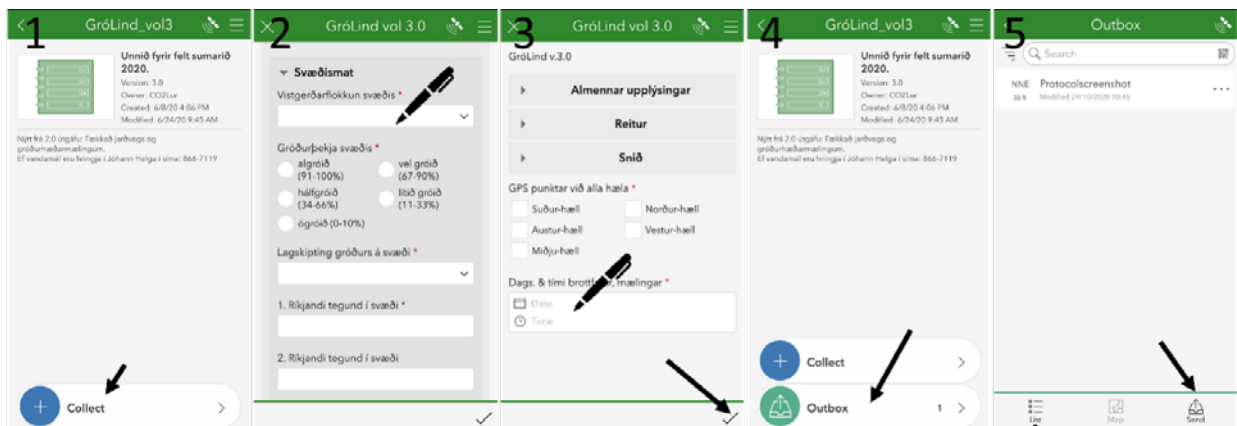 1
GróLind_vol3
Unnið fyrir felt sumarið
2020.
Version: 3.0
Owner: CO2Lur
Created: 6/8/20 4:06 PM
Modified: 6/24/20 9:45 AM
Nýtt frá 2.0 útgáfu: Fækkað jarðvegs og
gróðurhæðarmælingum.
Ef vandamál eru hringja í Jóhann Helga í síma: 866-7119
Collect
2
GróLind vol 3.0
Svæðismat
Vistgerðarflokkun svæðis *
Gróðurþekja svæðis *
algróið
(91-100%)
vel gróið
(67-90%)
hálfgróið
(34-66%)
lítið gróið
(11-33%)
ógróið (0-10%)
Lagskipting gróðurs á svæði *
1. Ríkjandi tegund í svæði *
2. Ríkjandi tegund í svæði
3
GróLind vol 3.0
GróLind v.3.0
Almennar upplýsingar
Reitur
Snið
GPS punktar við alla hæla *
Suður-hæll
Norður-hæll
Austur-hæll
Vestur-hæll
Miðju-hæll
Dags. & tími mælingar *
Date
Time
4
GróLind_vol3
Unnið fyrir felt sumarið
2020.
Version: 3.0
Owner: CO2Lur
Created: 6/8/20 4:06 PM
Modified: 6/24/20 9:45 AM
Nýtt frá 2.0 útgáfu: Fækkað jarðvegs og
gróðurhæðarmælingum.
Ef vandamál eru hringja í Jóhann Helga í síma: 866-7119
Collect
Outbox 1
5
Outbox
Search
NNE Protocolscreenshot
Modified 29/10/2020 10:45
List
Map
Send